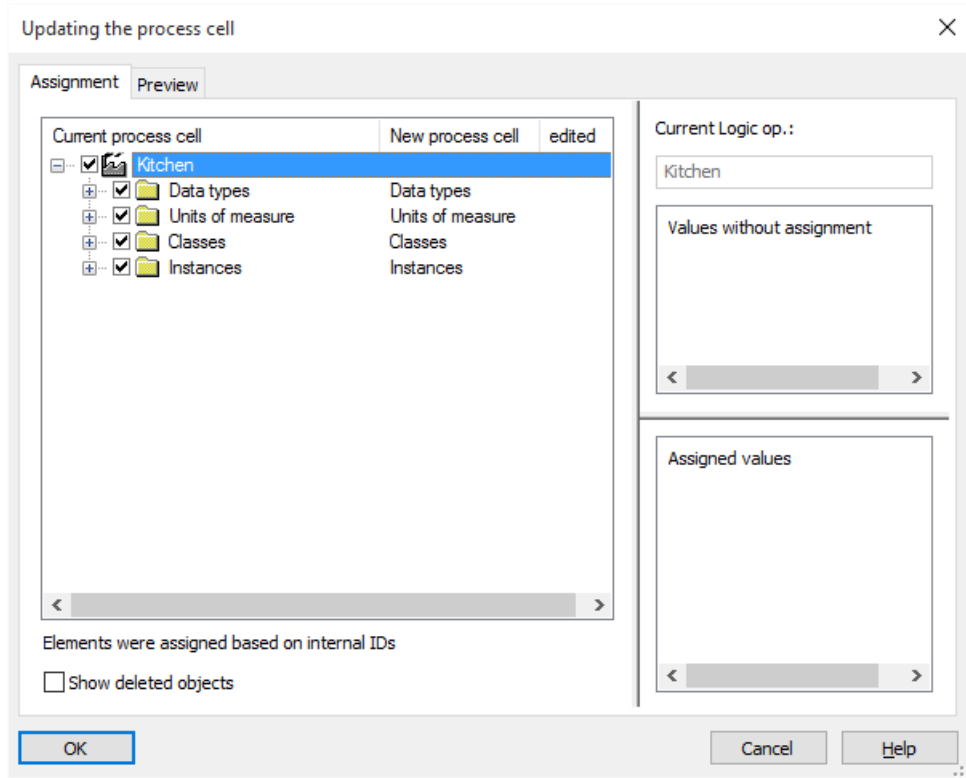 Updating the process cell
Assignment Preview
Current process cell New process cell edited
Kitchen
Data types Data types
Units of measure Units of measure
Classes Classes
Instances Instances
Elements were assigned based on internal IDs
Show deleted objects
Current Logic op.:
Kitchen
Values without assignment
Assigned values
OK Cancel Help